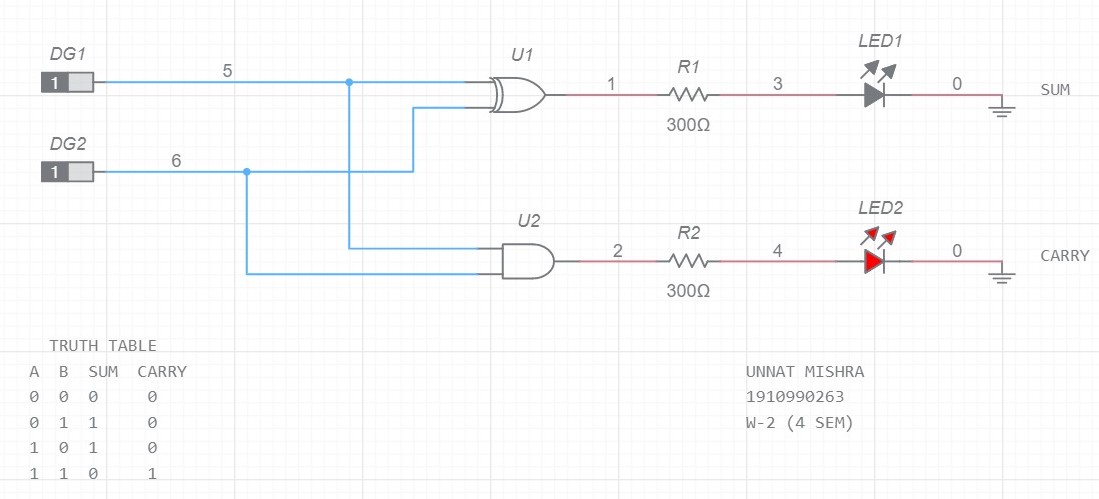 DG1
1
5
U1
1
R1
300Ω
3
LED1
0
SUM
DG2
1
6
U2
2
R2
300Ω
4
LED2
0
CARRY
TRUTH TABLE
A B SUM CARRY
0 0 0 0
0 1 1 0
1 0 1 0
1 1 0 1
UNNAT MISHRA
1910990263
W-2 (4 SEM)